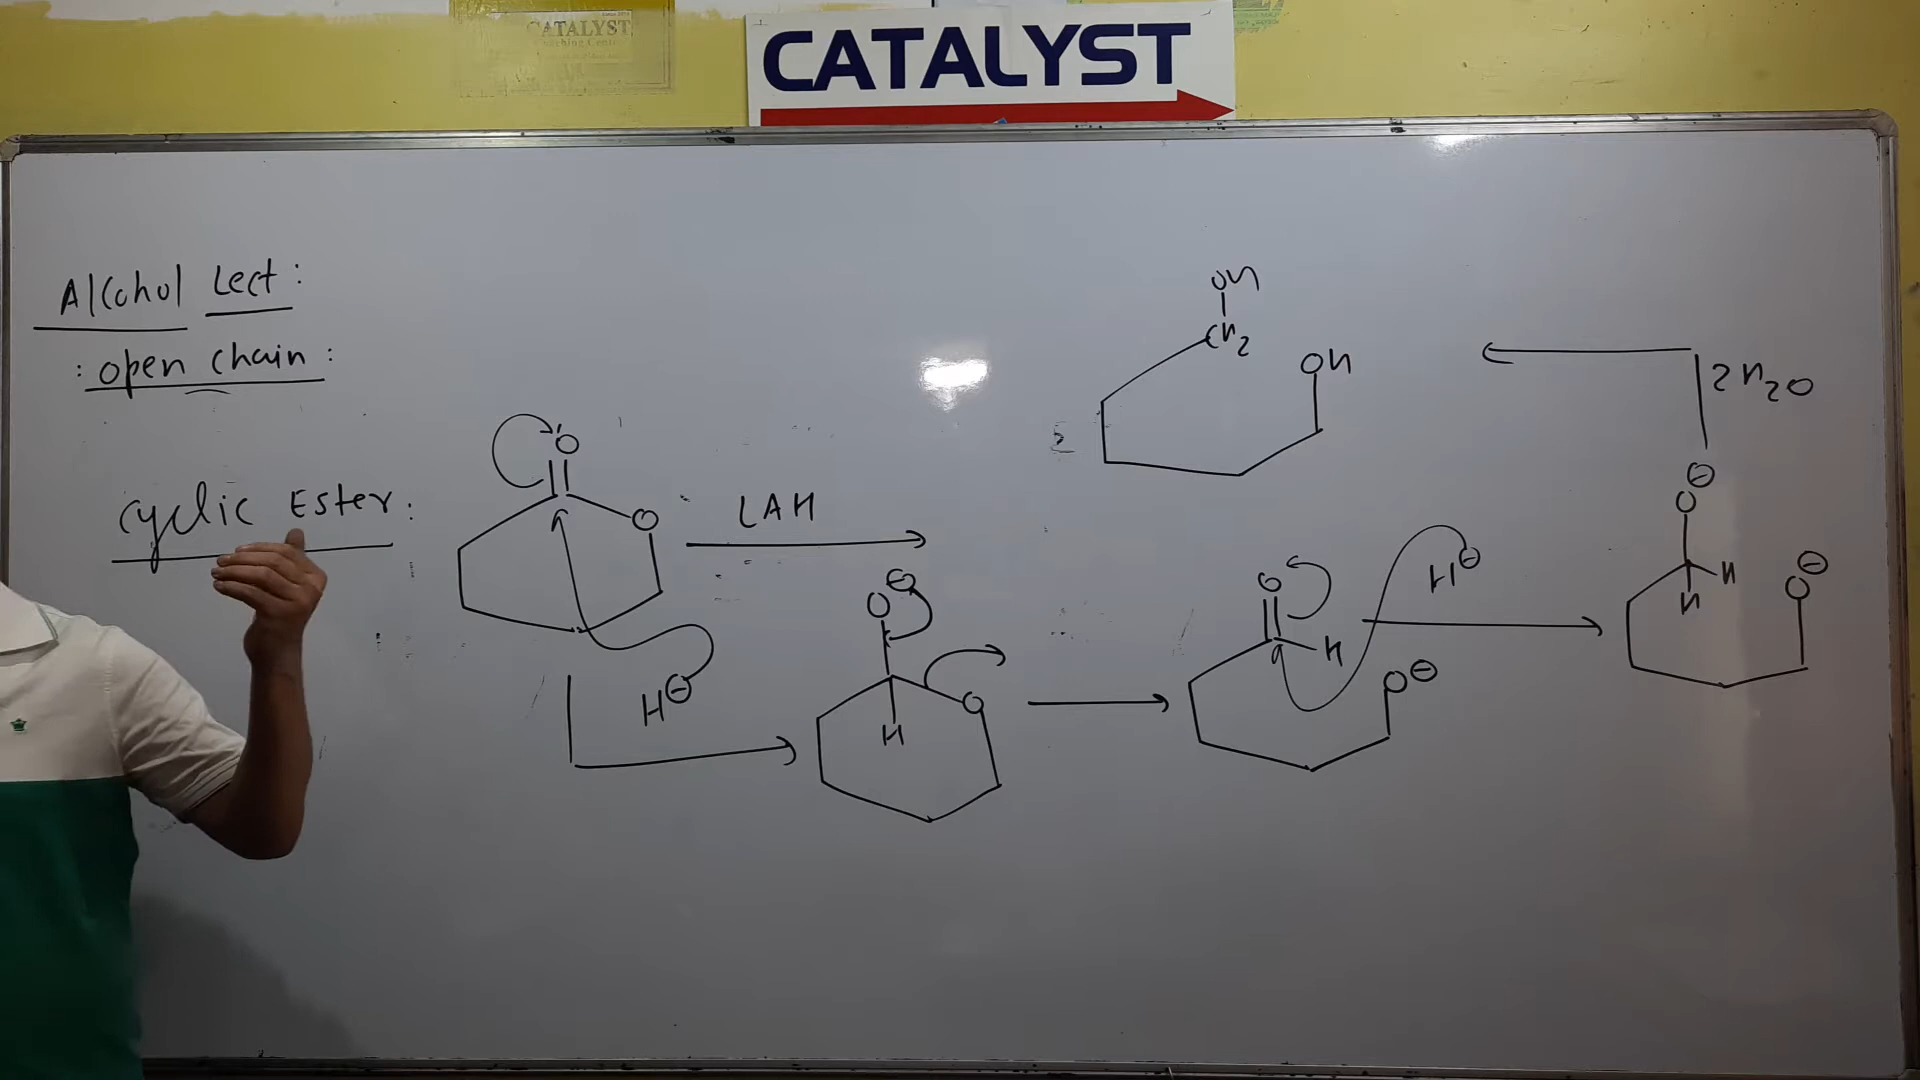 CATALYST
CATALYST
Alcohol Lect:
: open chain :
Cyclic Ester:
O
O
LAH
H⊖
O⊖
O
H
O
H
O⊖
H⊖
O⊖
H
H
O⊖
2H2O
OH
CH2
OH